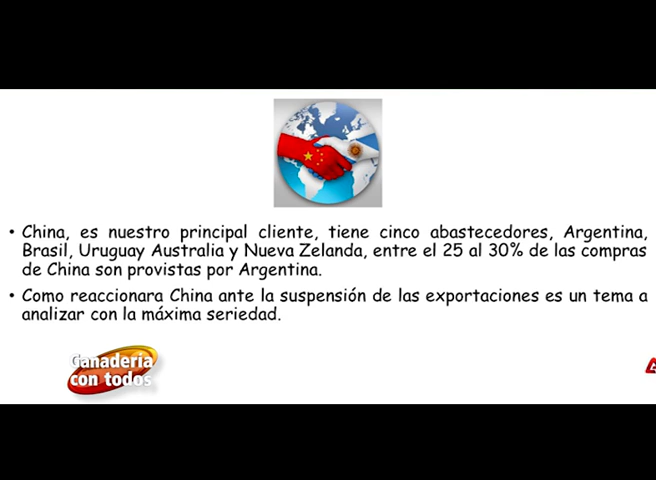 • China, es nuestro principal cliente, tiene cinco abastecedores, Argentina,
Brasil, Uruguay Australia y Nueva Zelanda, entre el 25 al 30% de las compras
de China son provistas por Argentina.
• Como reaccionara China ante la suspensión de las exportaciones es un tema a
analizar con la máxima seriedad.
Ganadería
con todos